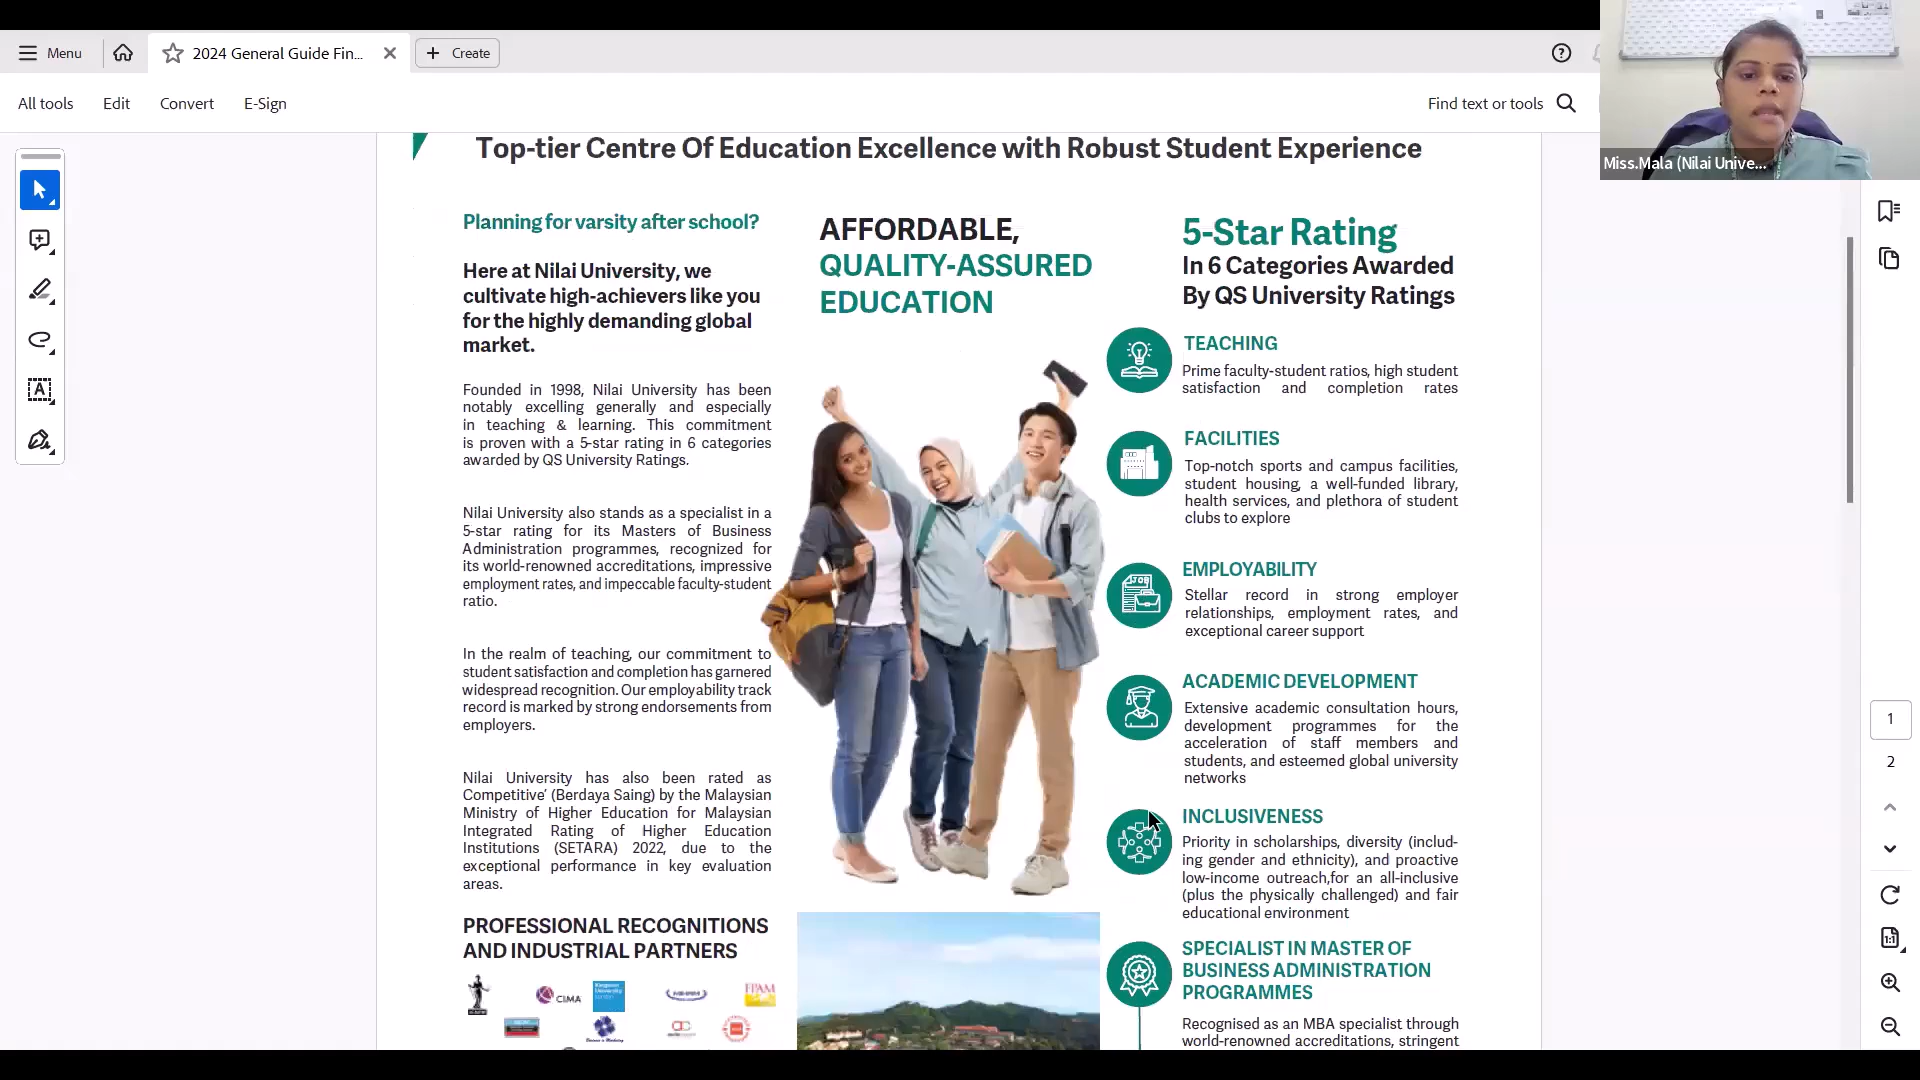 Menu
2024 General Guide Fin...
Create
All tools
Edit
Convert
E-Sign
Find text or tools
Miss.Mala (Nilai Unive...
Top-tier Centre Of Education Excellence with Robust Student Experience
Planning for varsity after school?
Here at Nilai University, we
cultivate high-achievers like you
for the highly demanding global
market.
Founded in 1998, Nilai University has been
notably excelling generally and especially
in teaching & learning. This commitment
is proven with a 5-star rating in 6 categories
awarded by QS University Ratings.
Nilai University also stands as a specialist in a
5-star rating for its Masters of Business
Administration programmes, recognized for
its world-renowned accreditations, impressive
employment rates, and impeccable faculty-student
ratio.
In the realm of teaching, our commitment to
student satisfaction and completion has garnered
widespread recognition. Our employability track
record is marked by strong endorsements from
employers.
Nilai University has also been rated as
Competitive' (Berdaya Saing) by the Malaysian
Ministry of Higher Education for Malaysian
Integrated Rating of Higher Education
Institutions (SETARA) 2022, due to the
exceptional performance in key evaluation
areas.
PROFESSIONAL RECOGNITIONS
AND INDUSTRIAL PARTNERS
CIMA
FPAM
AFFORDABLE,
QUALITY-ASSURED
EDUCATION
5-Star Rating
In 6 Categories Awarded
By QS University Ratings
TEACHING
Prime faculty-student ratios, high student
satisfaction and completion rates
FACILITIES
Top-notch sports and campus facilities,
student housing, a well-funded library,
health services, and plethora of student
clubs to explore
JOB
EMPLOYABILITY
Stellar record in strong employer
relationships, employment rates, and
exceptional career support
ACADEMIC DEVELOPMENT
Extensive academic consultation hours,
development programmes for the
acceleration of staff members and
students, and esteemed global university
networks
INCLUSIVENESS
Priority in scholarships, diversity (includ-
ing gender and ethnicity), and proactive
low-income outreach,for an all-inclusive
(plus the physically challenged) and fair
educational environment
SPECIALIST IN MASTER OF
BUSINESS ADMINISTRATION
PROGRAMMES
Recognised as an MBA specialist through
world-renowned accreditations, stringent
1
2
1:1